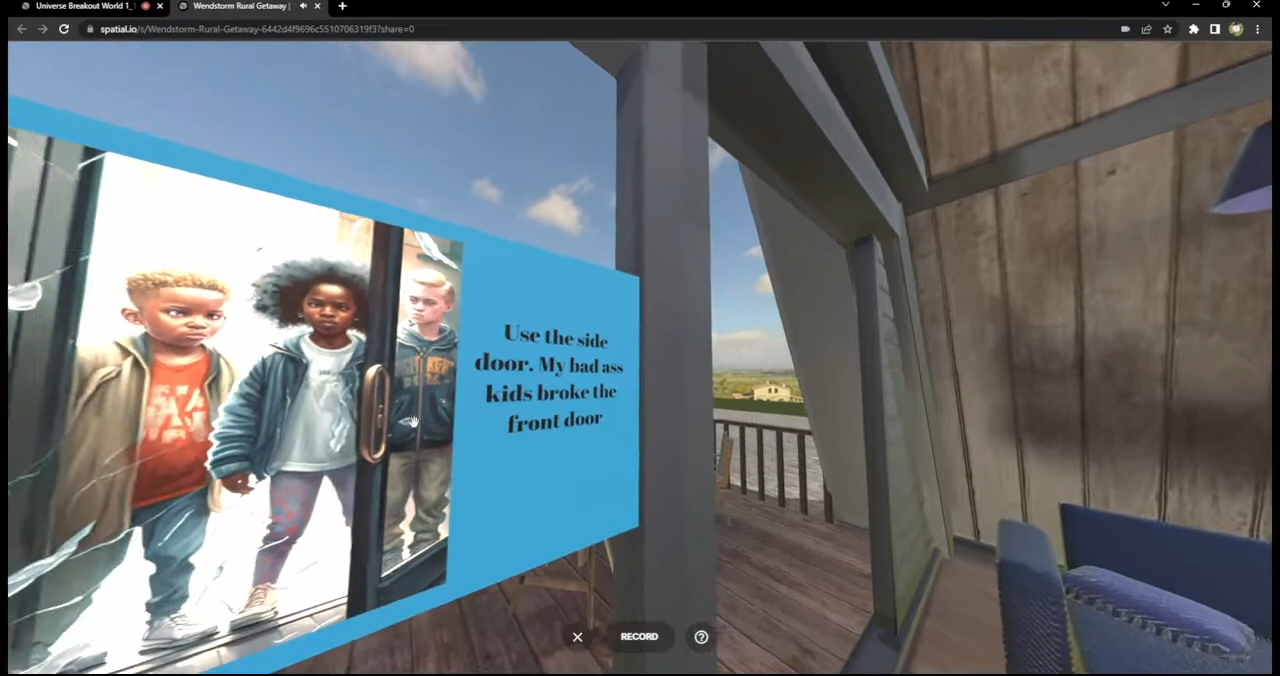 Universe Breakout World 1_
Wendstorm Rural Getaway |
spatial.io/s/Wendstorm-Rural-Getaway-6442d4f9696c5510706319f3?share=0
Use the side
door. My bad ass
kids broke the
front door
RECORD